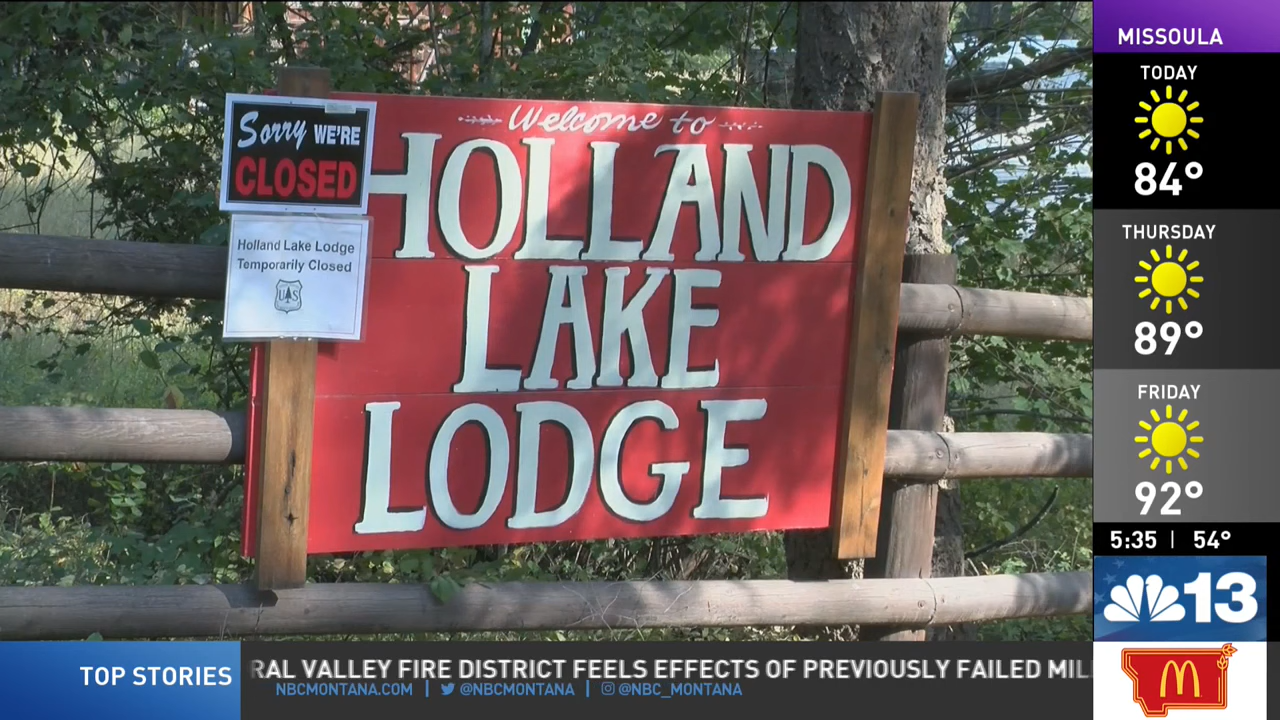 Sorry WE'RE
CLOSED
Holland Lake Lodge
Temporarily Closed
U S
Welcome to
HOLLAND
LAKE
LODGE
MISSOULA
TODAY
84°
THURSDAY
89°
FRIDAY
92°
5:35 | 54°
13
TOP STORIES
RAL VALLEY FIRE DISTRICT FEELS EFFECTS OF PREVIOUSLY FAILED MIL
NBCMONTANA.COM | @NBCMONTANA | @NBC_MONTANA